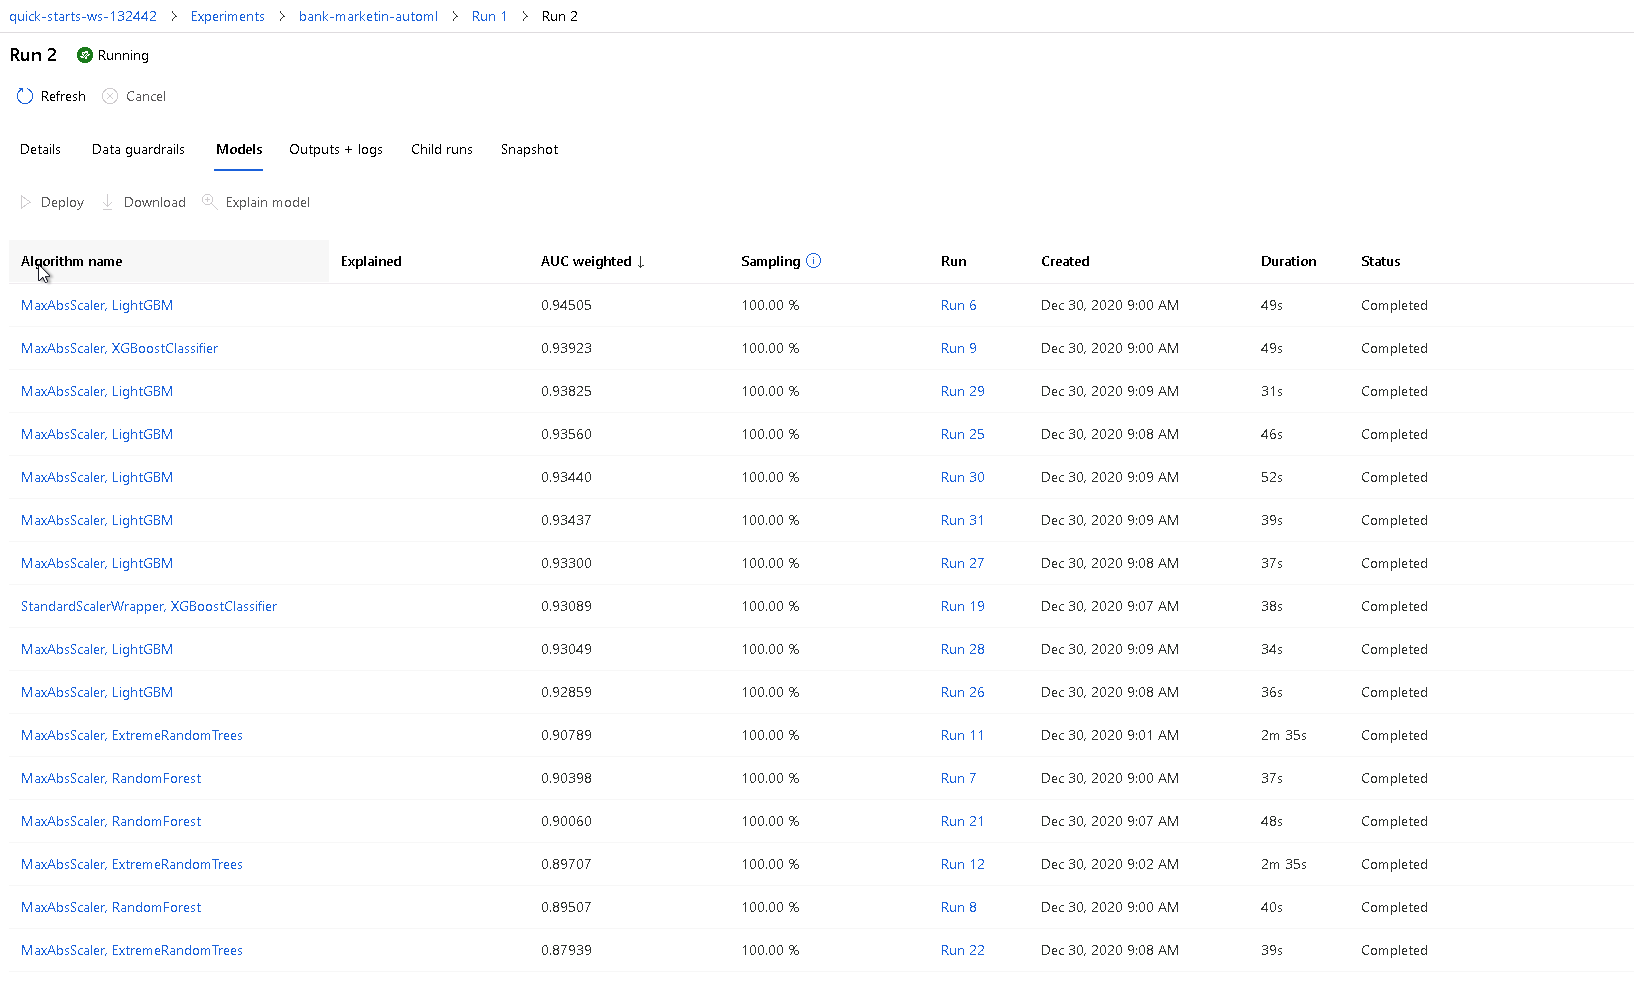 quick-starts-ws-132442 > Experiments > bank-marketin-automl > Run 1 > Run 2
Run 2 Running
Refresh Cancel
Details Data guardrails Models Outputs + logs Child runs Snapshot
Deploy Download Explain model
Algorithm name Explained AUC weighted ↓ Sampling Run Created Duration Status
MaxAbsScaler, LightGBM 0.94505 100.00 % Run 6 Dec 30, 2020 9:00 AM 49s Completed
MaxAbsScaler, XGBoostClassifier 0.93923 100.00 % Run 9 Dec 30, 2020 9:00 AM 49s Completed
MaxAbsScaler, LightGBM 0.93825 100.00 % Run 29 Dec 30, 2020 9:09 AM 31s Completed
MaxAbsScaler, LightGBM 0.93560 100.00 % Run 25 Dec 30, 2020 9:08 AM 46s Completed
MaxAbsScaler, LightGBM 0.93440 100.00 % Run 30 Dec 30, 2020 9:09 AM 52s Completed
MaxAbsScaler, LightGBM 0.93437 100.00 % Run 31 Dec 30, 2020 9:09 AM 39s Completed
MaxAbsScaler, LightGBM 0.93300 100.00 % Run 27 Dec 30, 2020 9:08 AM 37s Completed
StandardScalerWrapper, XGBoostClassifier 0.93089 100.00 % Run 19 Dec 30, 2020 9:07 AM 38s Completed
MaxAbsScaler, LightGBM 0.93049 100.00 % Run 28 Dec 30, 2020 9:09 AM 34s Completed
MaxAbsScaler, LightGBM 0.92859 100.00 % Run 26 Dec 30, 2020 9:08 AM 36s Completed
MaxAbsScaler, ExtremeRandomTrees 0.90789 100.00 % Run 11 Dec 30, 2020 9:01 AM 2m 35s Completed
MaxAbsScaler, RandomForest 0.90398 100.00 % Run 7 Dec 30, 2020 9:00 AM 37s Completed
MaxAbsScaler, RandomForest 0.90060 100.00 % Run 21 Dec 30, 2020 9:07 AM 48s Completed
MaxAbsScaler, ExtremeRandomTrees 0.89707 100.00 % Run 12 Dec 30, 2020 9:02 AM 2m 35s Completed
MaxAbsScaler, RandomForest 0.89507 100.00 % Run 8 Dec 30, 2020 9:00 AM 40s Completed
MaxAbsScaler, ExtremeRandomTrees 0.87939 100.00 % Run 22 Dec 30, 2020 9:08 AM 39s Completed